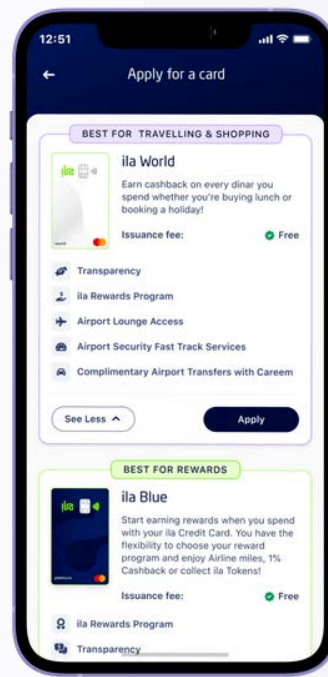 12:51
Apply for a card
BEST FOR TRAVELLING & SHOPPING
ila
world
ila World
Earn cashback on every dinar you
spend whether you're buying lunch or
booking a holiday!
Issuance fee:
Free
Transparency
ila Rewards Program
Airport Lounge Access
Airport Security Fast Track Services
Complimentary Airport Transfers with Careem
See Less
Apply
BEST FOR REWARDS
ila
platinum
ila Blue
Start earning rewards when you spend
with your ila Credit Card. You have the
flexibility to choose your reward
program and enjoy Airline miles, 1%
Cashback or collect ila Tokens!
Issuance fee:
Free
ila Rewards Program
Transparency